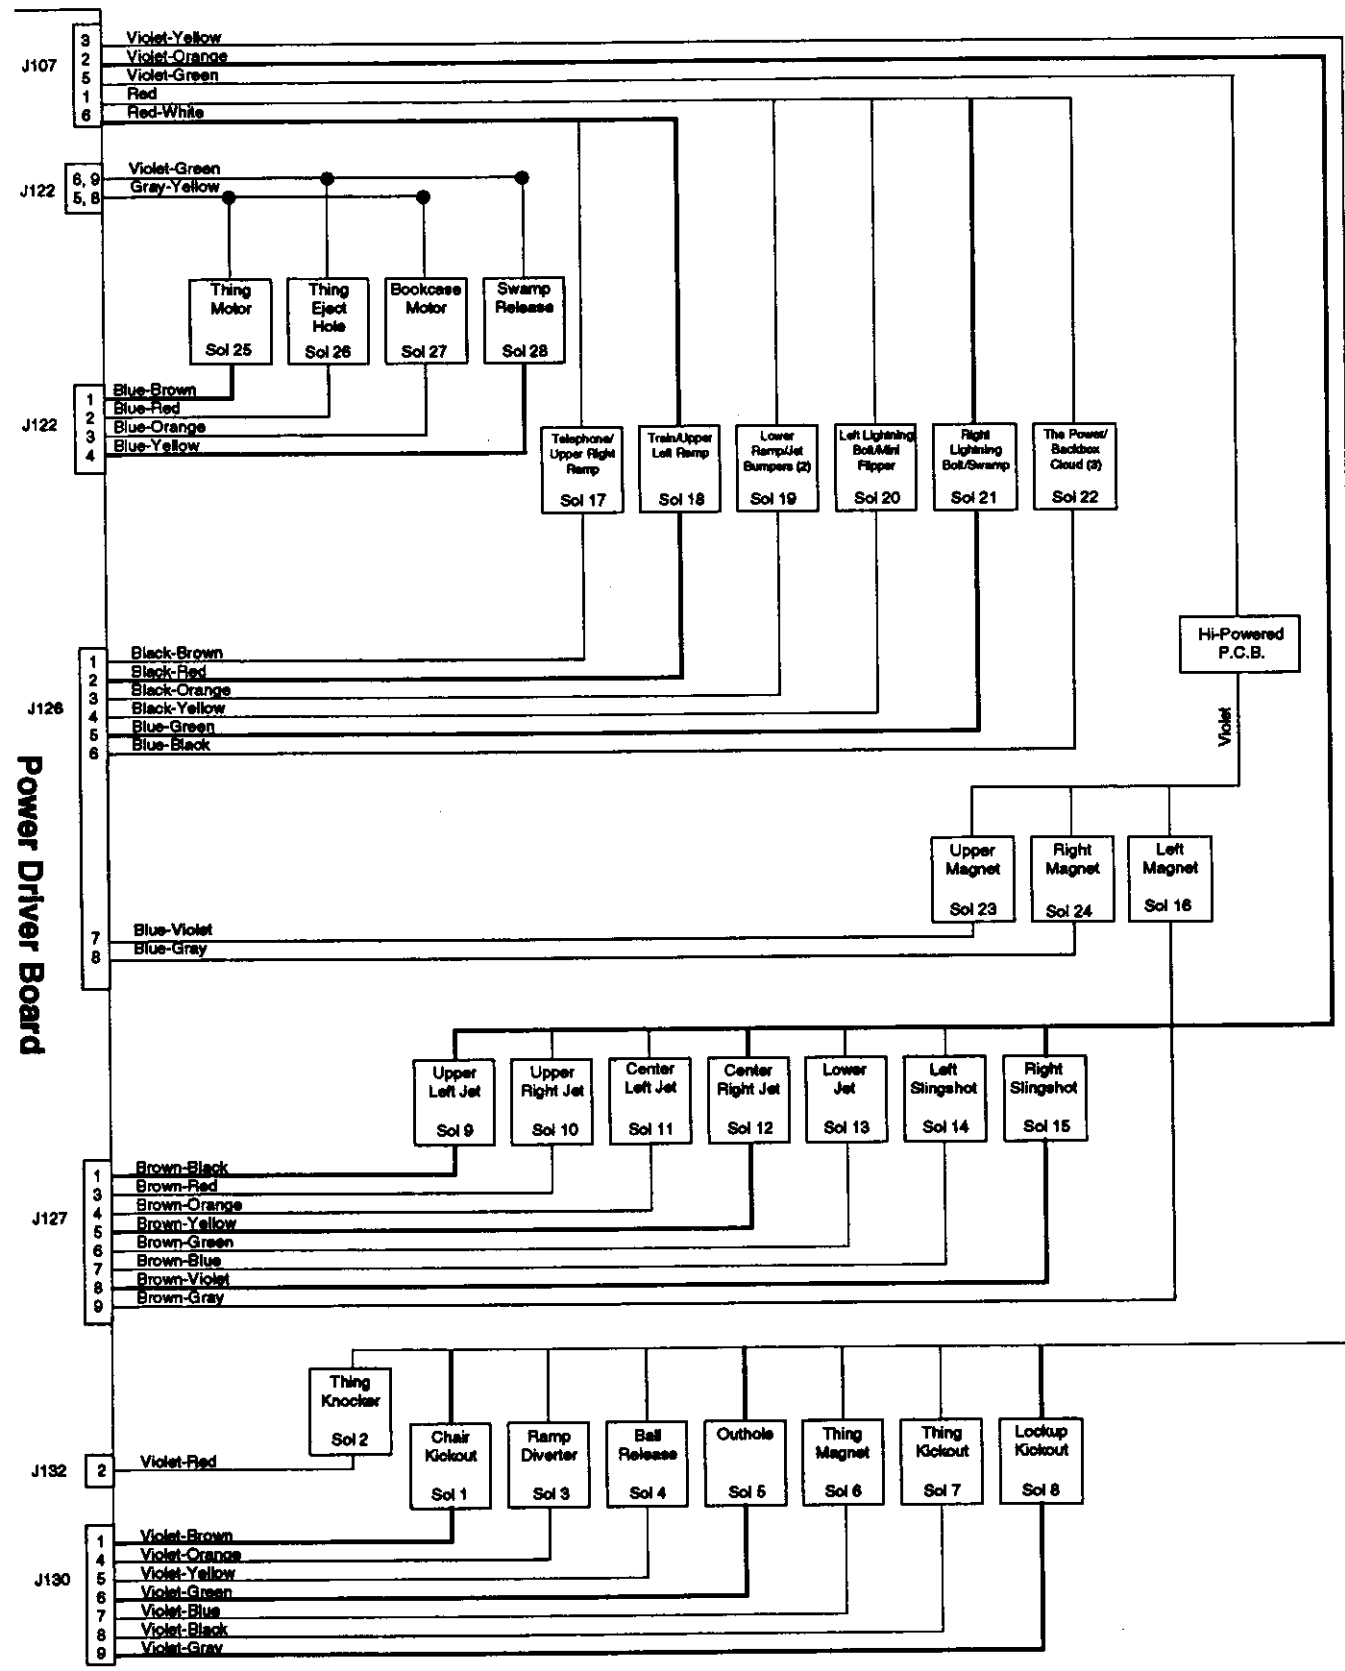 J107
3 Violet-Yellow
2 Violet-Orange
5 Violet-Green
1 Red
6 Red-White
J122
6, 9 Violet-Green
5, 8 Gray-Yellow
Thing
Motor
Sol 25
Thing
Eject
Hole
Sol 26
Bookcase
Motor
Sol 27
Swamp
Release
Sol 28
J122
1 Blue-Brown
2 Blue-Red
3 Blue-Orange
4 Blue-Yellow
Telephone/
Upper Right
Ramp
Sol 17
Train/Upper
Left Ramp
Sol 18
Lower
Ramp/Jet
Bumpers (2)
Sol 19
Left Lightning
Bolt/Mini
Flipper
Sol 20
Right
Lightning
Bolt/Swamp
Sol 21
The Power/
Backbox
Cloud (3)
Sol 22
Hi-Powered
P.C.B.
Violet
J126
1 Black-Brown
2 Black-Red
3 Black-Orange
4 Black-Yellow
5 Blue-Green
6 Blue-Black
Power Driver Board
Upper
Magnet
Sol 23
Right
Magnet
Sol 24
Left
Magnet
Sol 16
7 Blue-Violet
8 Blue-Gray
Upper
Left Jet
Sol 9
Upper
Right Jet
Sol 10
Center
Left Jet
Sol 11
Center
Right Jet
Sol 12
Lower
Jet
Sol 13
Left
Slingshot
Sol 14
Right
Slingshot
Sol 15
J127
1 Brown-Black
3 Brown-Red
4 Brown-Orange
5 Brown-Yellow
6 Brown-Green
7 Brown-Blue
8 Brown-Violet
9 Brown-Gray
Thing
Knocker
Sol 2
Chair
Kickout
Sol 1
Ramp
Diverter
Sol 3
Ball
Release
Sol 4
Outhole
Sol 5
Thing
Magnet
Sol 6
Thing
Kickout
Sol 7
Lockup
Kickout
Sol 8
J132
2 Violet-Red
J130
1 Violet-Brown
4 Violet-Orange
5 Violet-Yellow
6 Violet-Green
7 Violet-Blue
8 Violet-Black
9 Violet-Gray